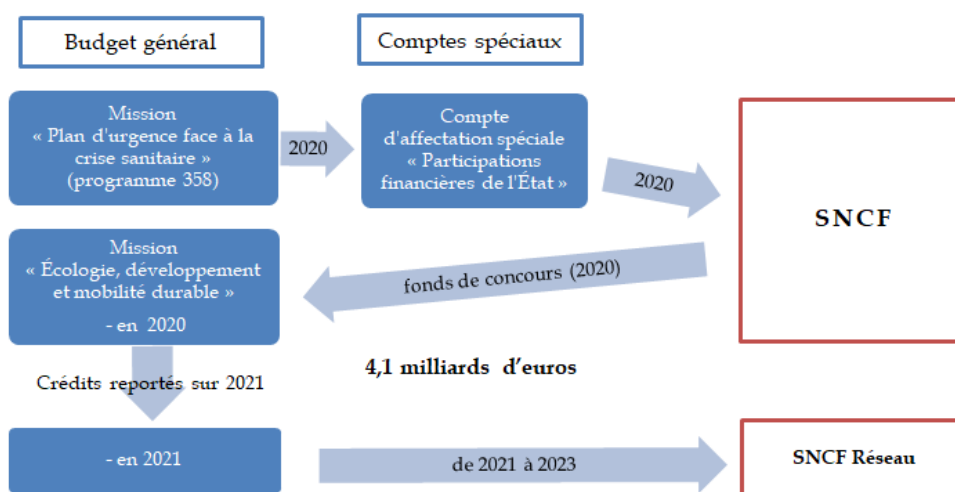 Budget général
Comptes spéciaux
Mission
« Plan d'urgence face à la
crise sanitaire »
(programme 358)
2020
Compte
d'affectation spéciale
« Participations
financières de l'État »
2020
SNCF
Mission
« Écologie, développement
et mobilité durable »
- en 2020
fonds de concours (2020)
4,1 milliards d'euros
Crédits reportés sur 2021
- en 2021
de 2021 à 2023
SNCF Réseau